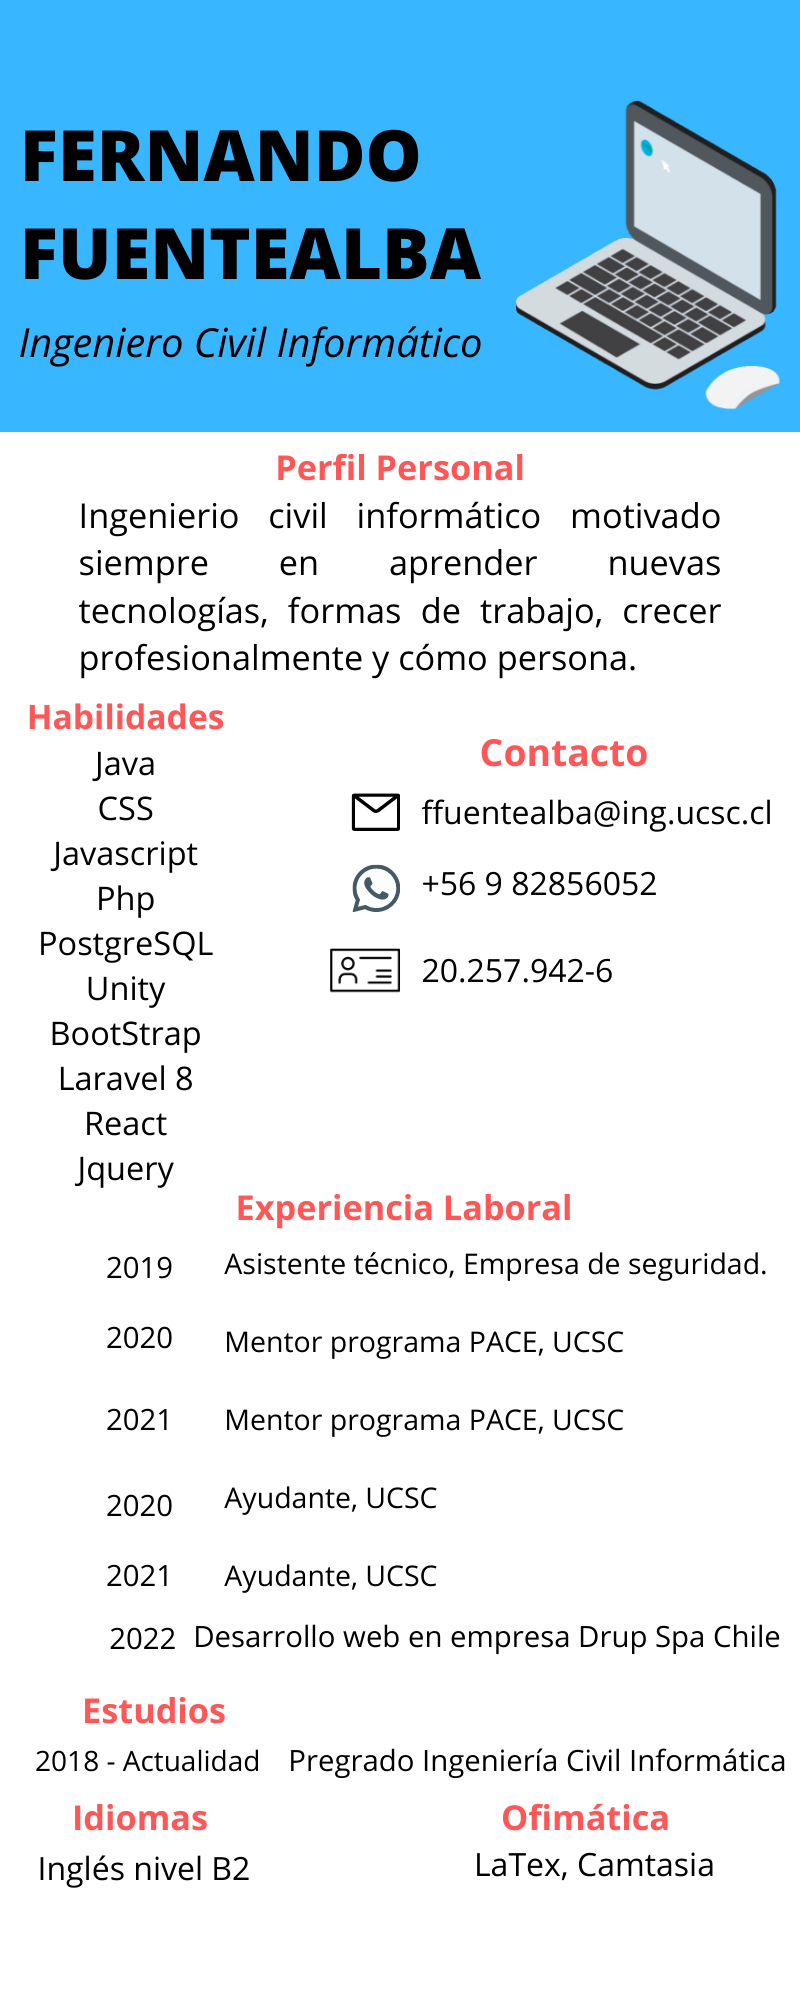 FERNANDO
FUENTEALBA
Ingeniero Civil Informático
Perfil Personal
Ingenierio civil informático motivado
siempre en aprender nuevas
tecnologías, formas de trabajo, crecer
profesionalmente y cómo persona.
Habilidades
Java
CSS
Javascript
Php
PostgreSQL
Unity
BootStrap
Laravel 8
React
Jquery
Contacto
ffuentealba@ing.ucsc.cl
+56 9 82856052
20.257.942-6
Experiencia Laboral
2019 Asistente técnico, Empresa de seguridad.
2020 Mentor programa PACE, UCSC
2021 Mentor programa PACE, UCSC
2020 Ayudante, UCSC
2021 Ayudante, UCSC
2022 Desarrollo web en empresa Drup Spa Chile
Estudios
2018 - Actualidad Pregrado Ingeniería Civil Informática
Idiomas
Inglés nivel B2
Ofimática
LaTex, Camtasia